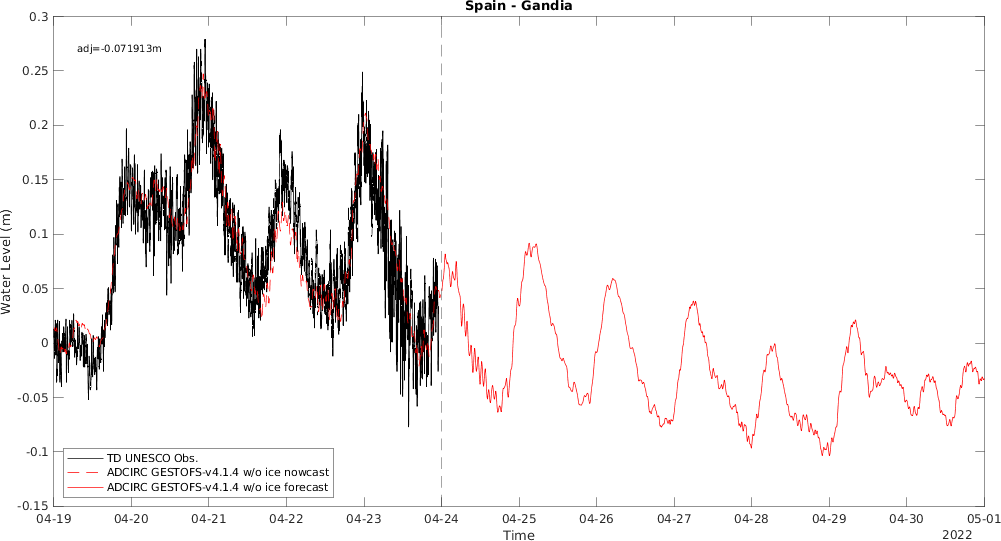 Spain - Gandia
adj=-0.071913m
0.3
0.25
0.2
0.15
0.1
0.05
0
-0.05
-0.1
-0.15
Water Level (m)
TD UNESCO Obs.
ADCIRC GESTOFS-v4.1.4 w/o ice nowcast
ADCIRC GESTOFS-v4.1.4 w/o ice forecast
04-19 04-20 04-21 04-22 04-23 04-24 04-25 04-26 04-27 04-28 04-29 04-30 05-01
Time
2022